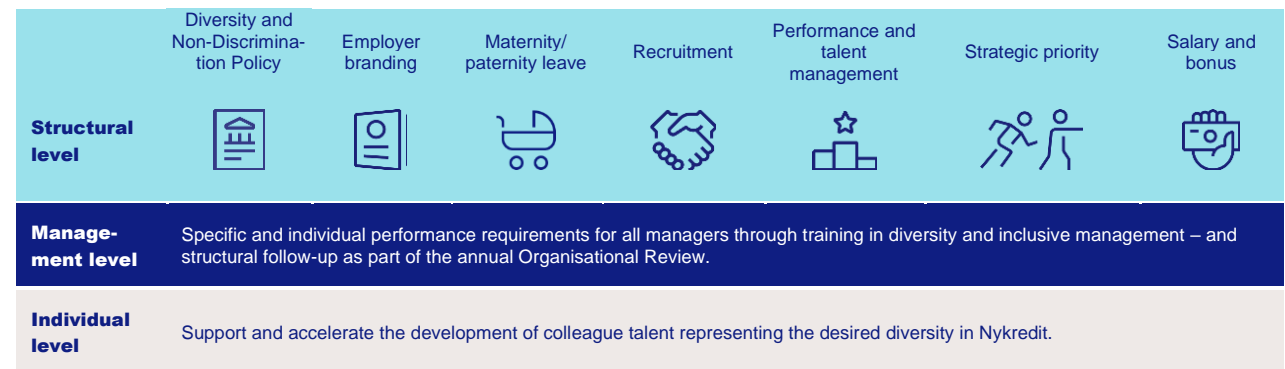 Diversity and
Non-Discrimina-
tion Policy
Employer
branding
Maternity/
paternity leave
Recruitment
Performance and
talent
management
Strategic priority
Salary and
bonus
Structural
level
Manage-
ment level
Specific and individual performance requirements for all managers through training in diversity and inclusive management – and
structural follow-up as part of the annual Organisational Review.
Individual
level
Support and accelerate the development of colleague talent representing the desired diversity in Nykredit.